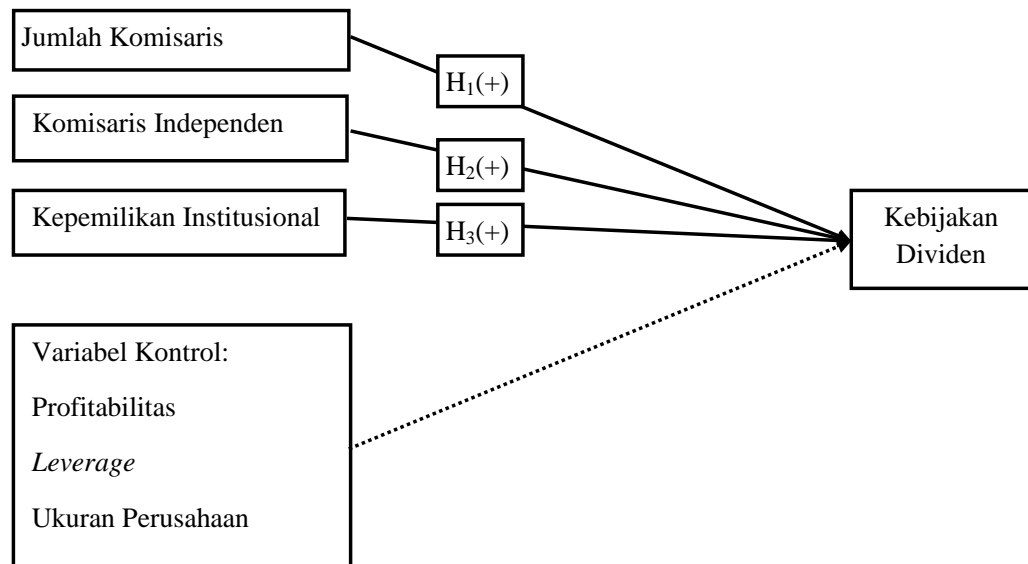 Jumlah Komisaris
H₁(+)
Komisaris Independen
H₂(+)
Kepemilikan Institusional
H₃(+)
Kebijakan
Dividen
Variabel Kontrol:
Profitabilitas
Leverage
Ukuran Perusahaan